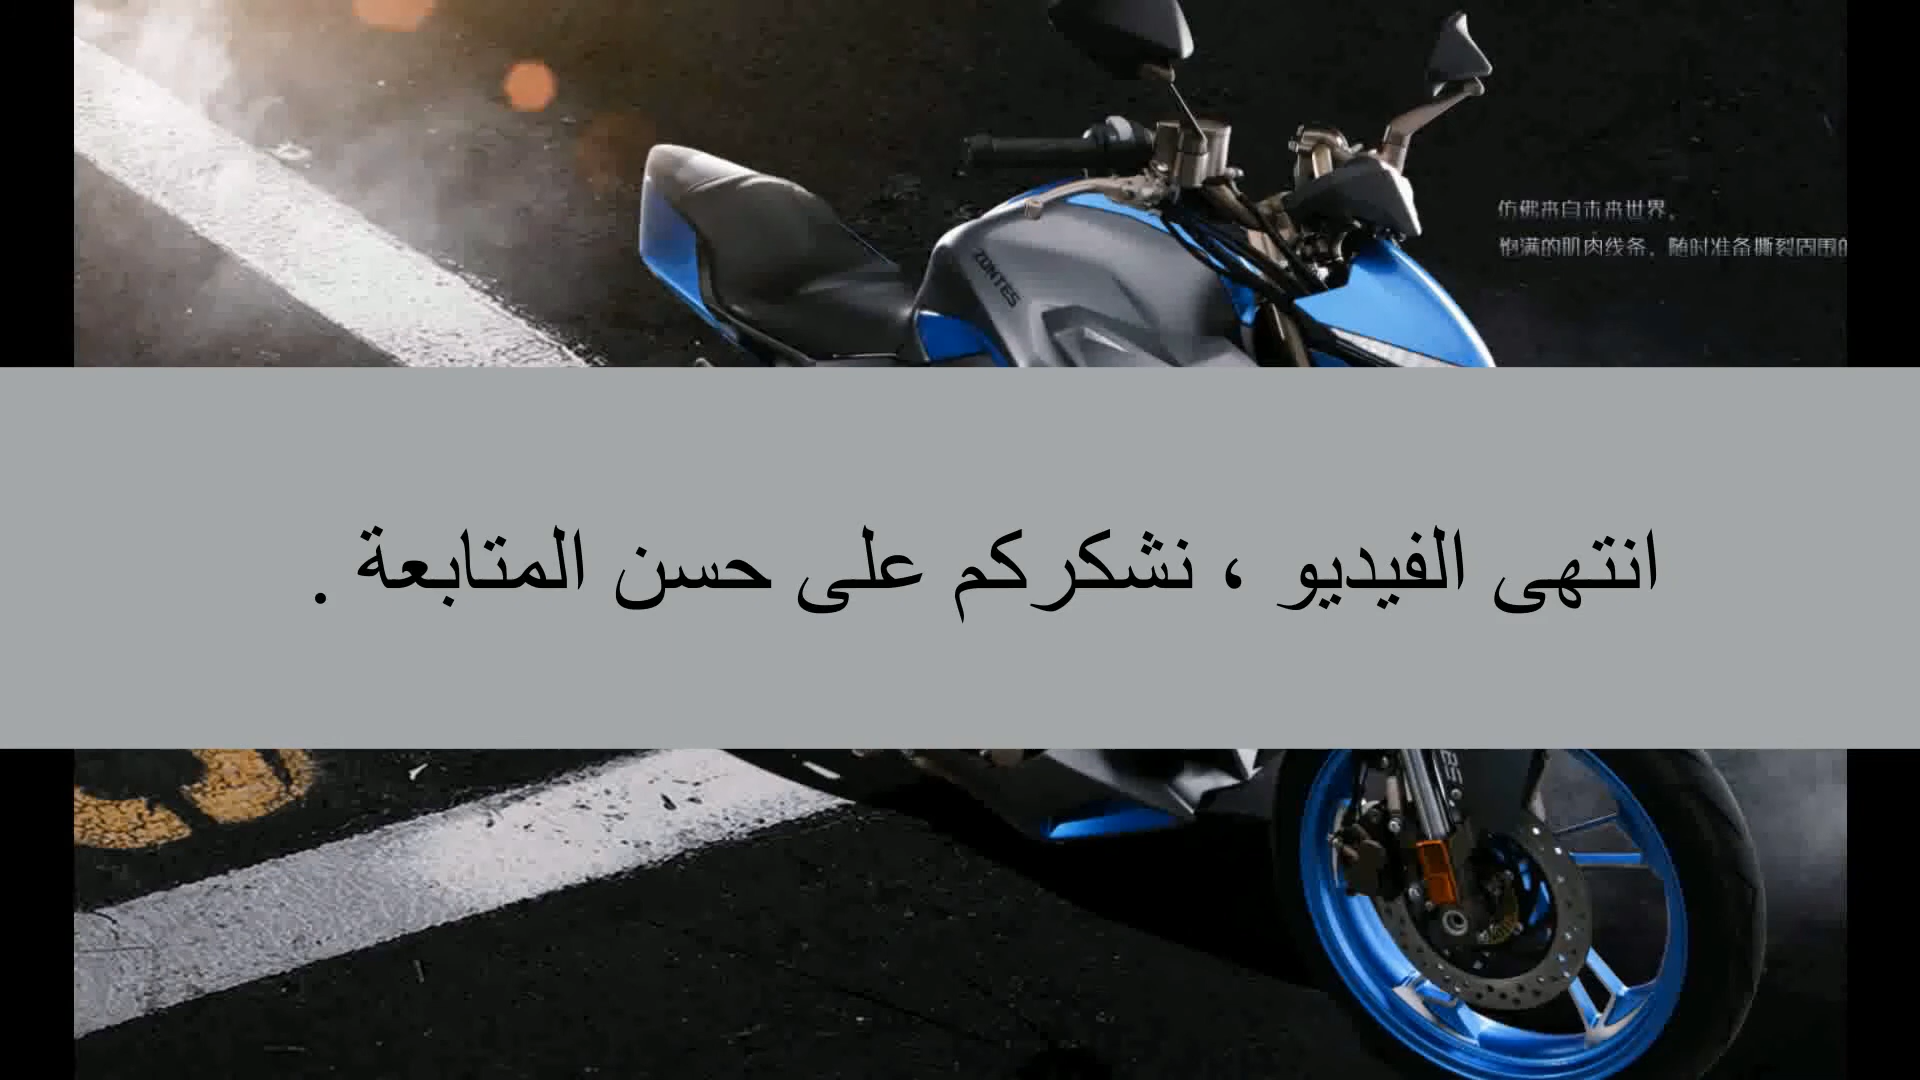 仿佛来自未来世界,
饱满的肌肉线条, 随时准备撕裂周围的
ZONTES
انتهى الفيديو ، نشكركم على حسن المتابعة .